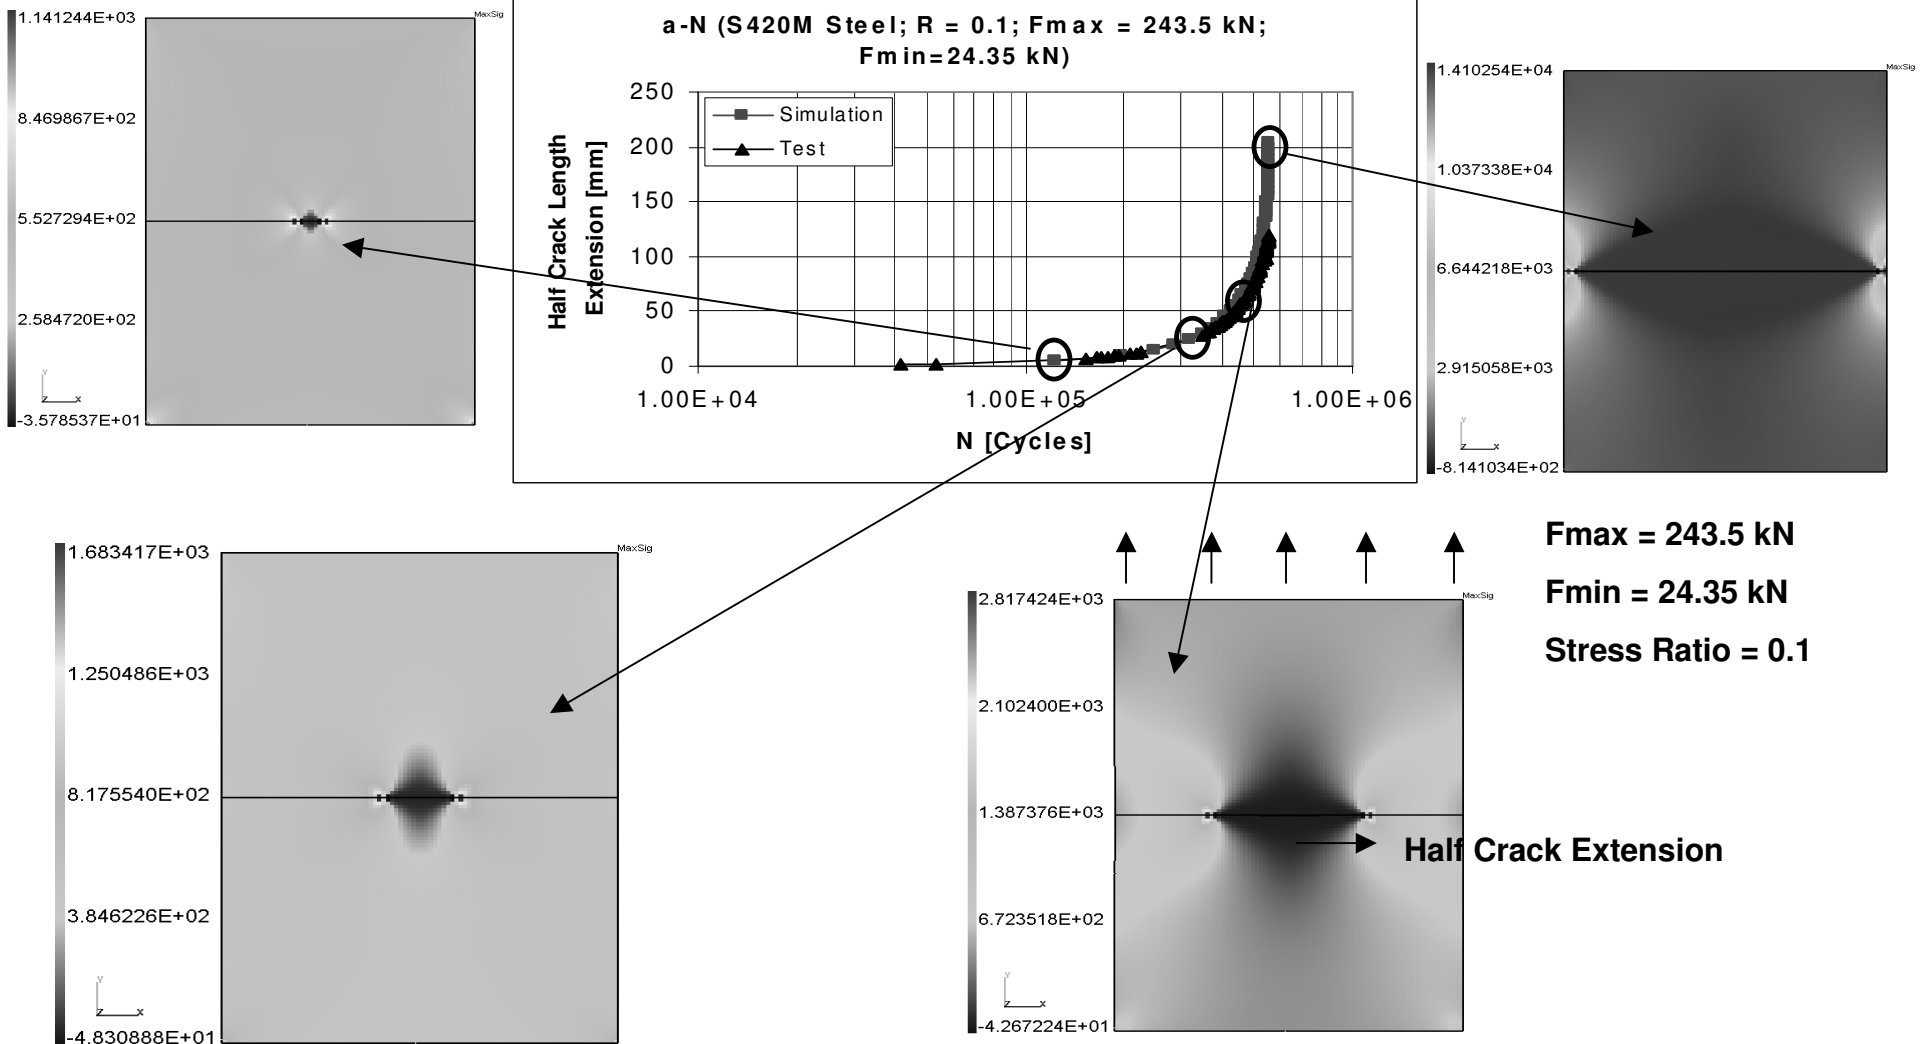 1.141244E+03
MaxSig
8.469867E+02
5.527294E+02
2.584720E+02
-3.578537E+01
Y
Z X
a-N (S420M Steel; R = 0.1; Fmax = 243.5 kN;
Fmin=24.35 kN)
Half Crack Length
Extension [mm]
250
200
150
100
50
0
Simulation
Test
1.00E+04
1.00E+05
1.00E+06
N [Cycles]
1.410254E+04
MaxSig
1.037338E+04
6.644218E+03
2.915058E+03
-8.141034E+02
Y
Z X
1.683417E+03
MaxSig
1.250486E+03
8.175540E+02
3.846226E+02
-4.830888E+01
Y
Z X
2.817424E+03
MaxSig
2.102400E+03
1.387376E+03
6.723518E+02
-4.267224E+01
Y
Z X
Half Crack Extension
Fmax = 243.5 kN
Fmin = 24.35 kN
Stress Ratio = 0.1